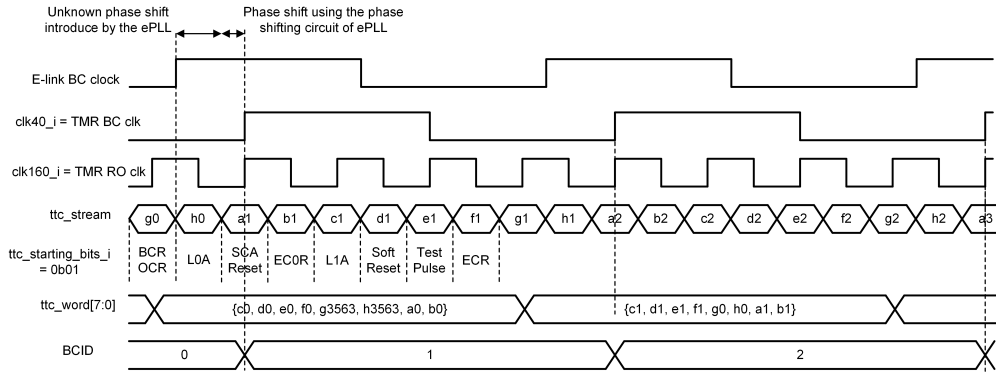 Unknown phase shift
introduce by the ePLL
Phase shift using the phase
shifting circuit of ePLL
E-link BC clock
clk40_i = TMR BC clk
clk160_i = TMR RO clk
ttc_stream g0 h0 a1 b1 c1 d1 e1 f1 g1 h1 a2 b2 c2 d2 e2 f2 g2 h2 a3
ttc_starting_bits_i
= 0b01
BCR
OCR
L0A
SCA
Reset
EC0R
L1A
Soft
Reset
Test
Pulse
ECR
ttc_word[7:0] {c0, d0, e0, f0, g3563, h3563, a0, b0} {c1, d1, e1, f1, g0, h0, a1, b1}
BCID 0 1 2